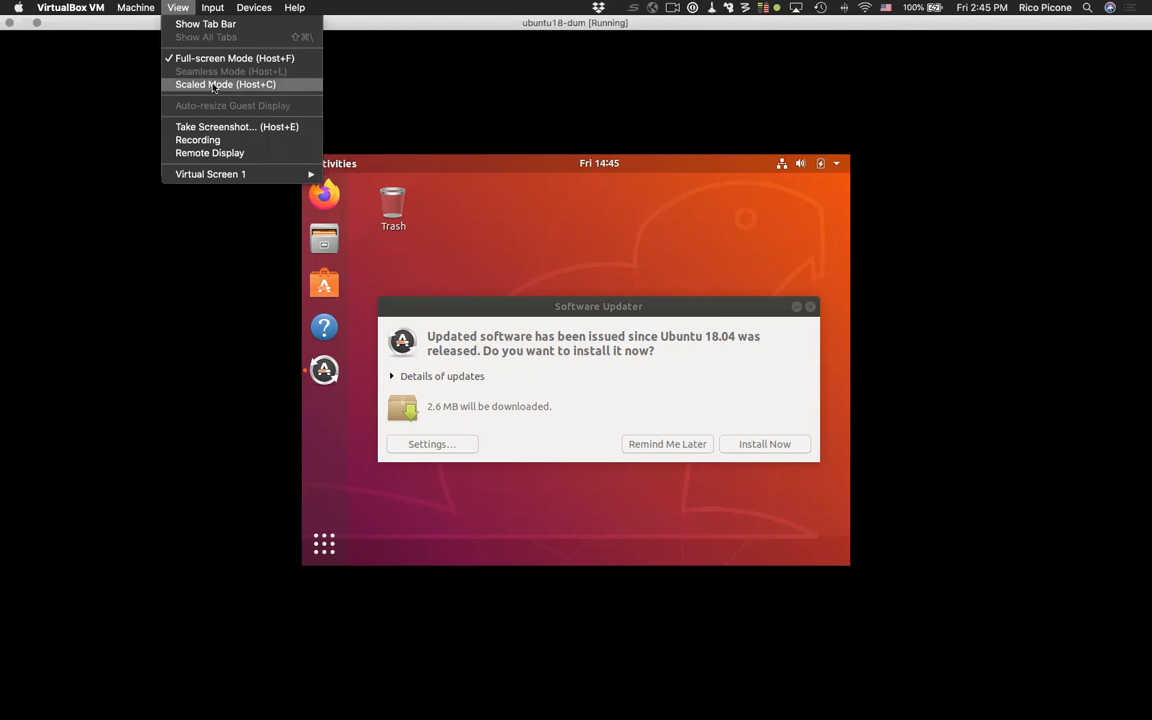 VirtualBox VM Machine View Input Devices Help 100% Fri 2:45 PM Rico Picone
ubuntu18-dum [Running]
Show Tab Bar
Show All Tabs ⇧⌘\
✓ Full-screen Mode (Host+F)
Seamless Mode (Host+L)
Scaled Mode (Host+C)
Auto-resize Guest Display
Take Screenshot... (Host+E)
Recording
Remote Display
Virtual Screen 1
tivities Fri 14:45
Trash
Software Updater
Updated software has been issued since Ubuntu 18.04 was
released. Do you want to install it now?
Details of updates
2.6 MB will be downloaded.
Settings... Remind Me Later Install Now